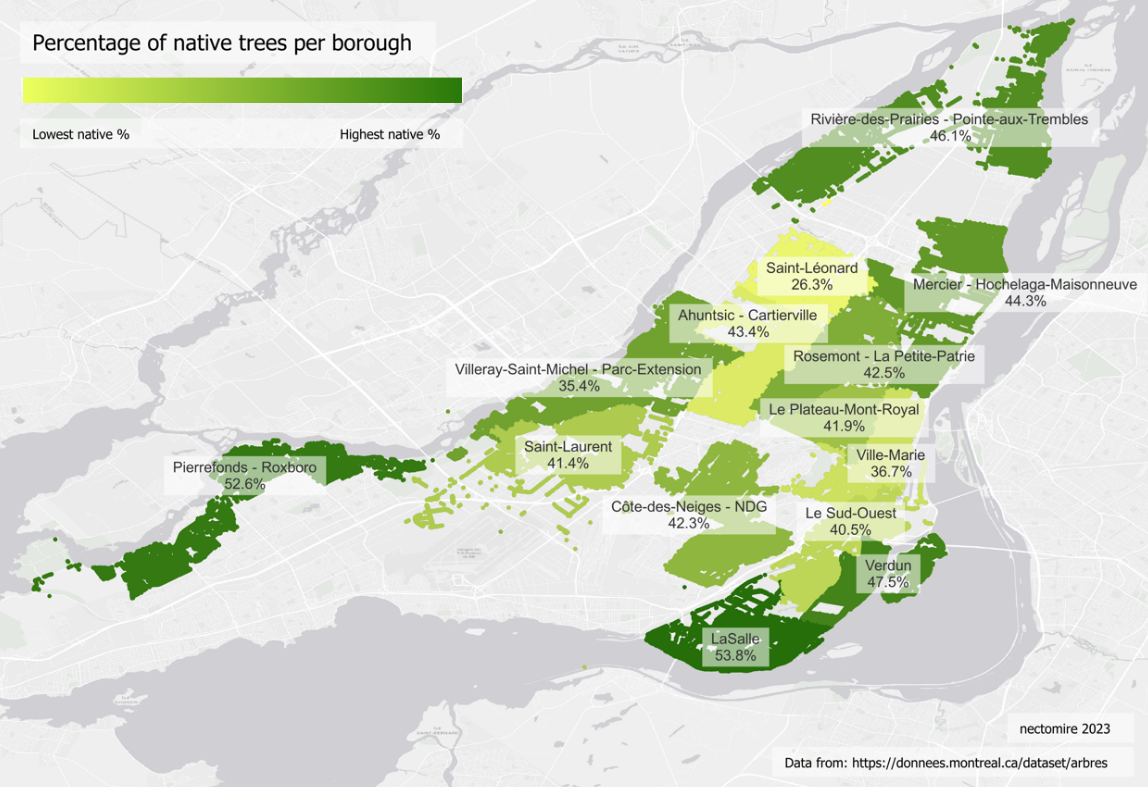 Percentage of native trees per borough
Lowest native %
Highest native %
Rivière-des-Prairies - Pointe-aux-Trembles
46.1%
Saint-Léonard
26.3%
Mercier - Hochelaga-Maisonneuve
44.3%
Ahuntsic - Cartierville
43.4%
Rosemont - La Petite-Patrie
42.5%
Villeray-Saint-Michel - Parc-Extension
35.4%
Le Plateau-Mont-Royal
41.9%
Saint-Laurent
41.4%
Ville-Marie
36.7%
Pierrefonds - Roxboro
52.6%
Côte-des-Neiges - NDG
42.3%
Le Sud-Ouest
40.5%
Verdun
47.5%
LaSalle
53.8%
nectomire 2023
Data from: https://donnees.montreal.ca/dataset/arbres